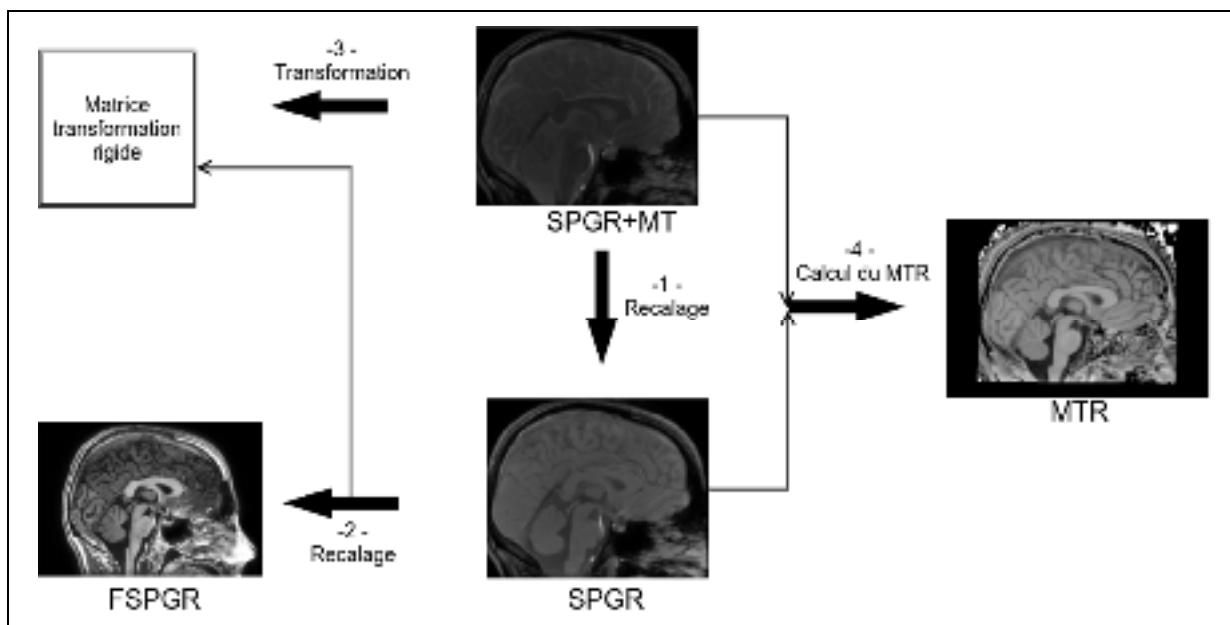 -3-
Transformation
Matrice
transformation
rigide
SPGR+MT
-4-
Calcul du MTR
-1-
Recalage
MTR
-2-
Recalage
FSPGR
SPGR